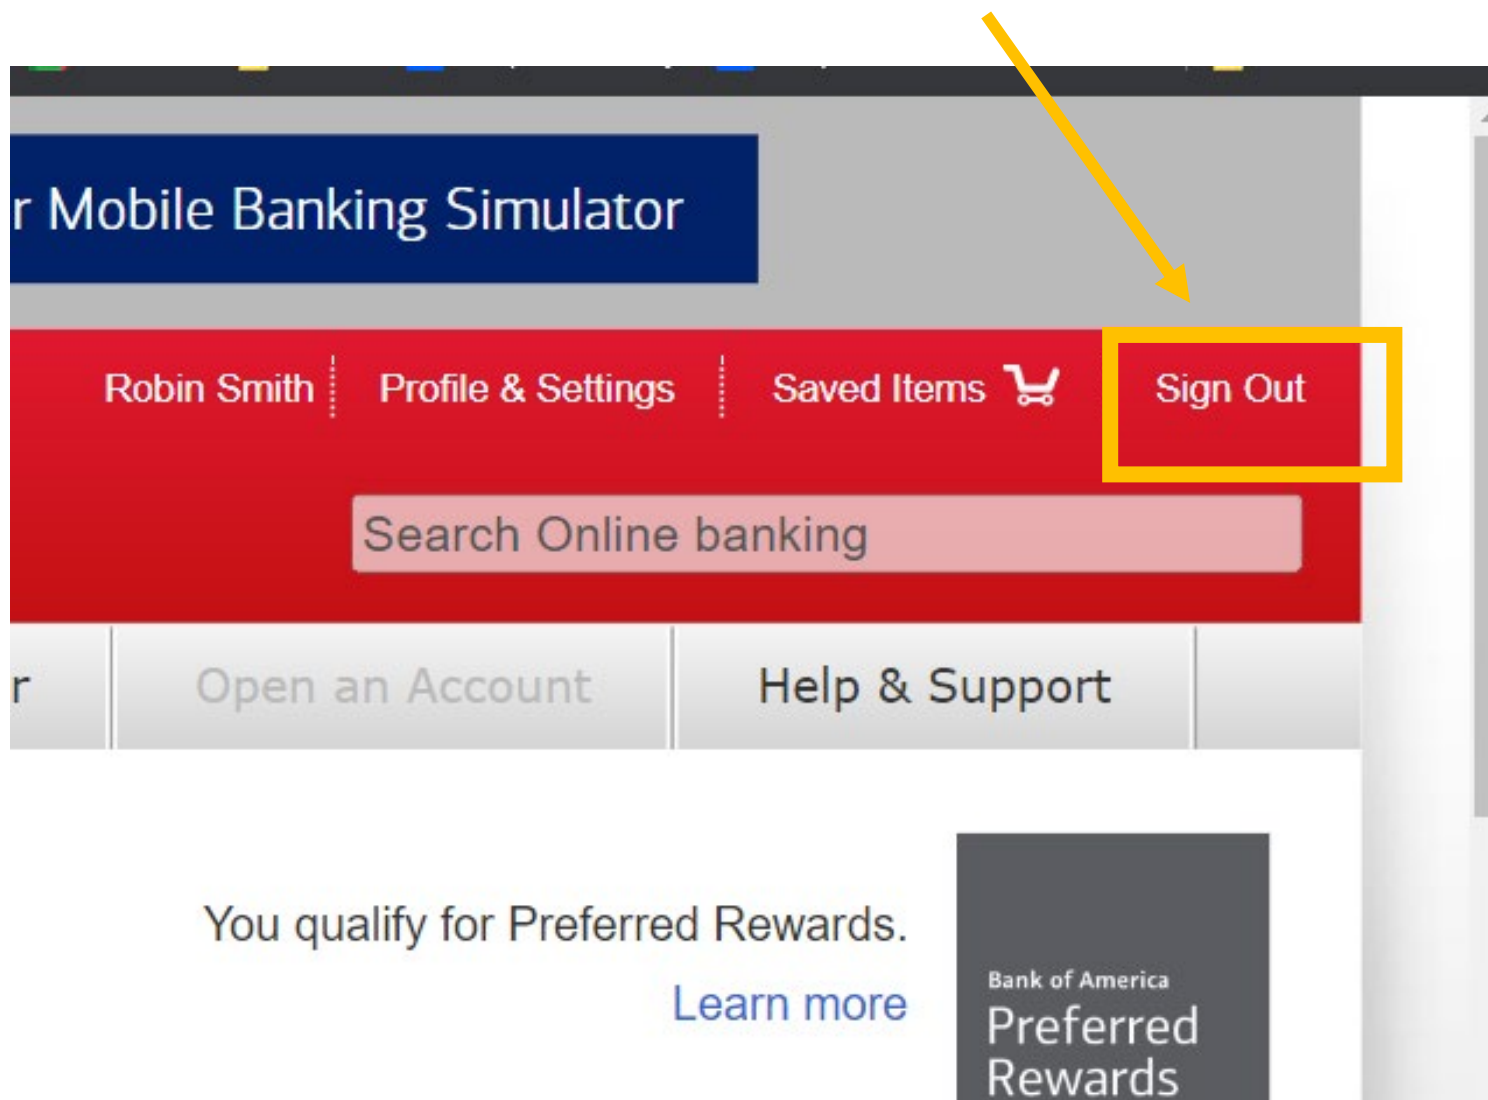 r Mobile Banking Simulator
Robin Smith Profile & Settings Saved Items Sign Out
Search Online banking
r Open an Account Help & Support
You qualify for Preferred Rewards.
Learn more
Bank of America
Preferred
Rewards